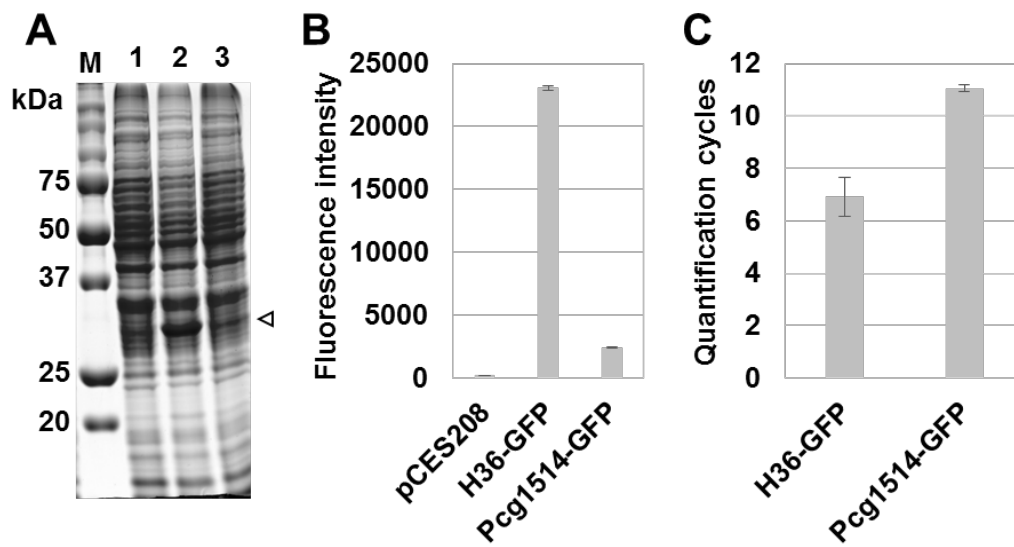 A
M 1 2 3
kDa
75
50
37
25
20
B
Fluorescence intensity
25000
20000
15000
10000
5000
0
pCES208
H36-GFP
Pcg1514-GFP
C
Quantification cycles
12
10
8
6
4
2
0
H36-GFP
Pcg1514-GFP